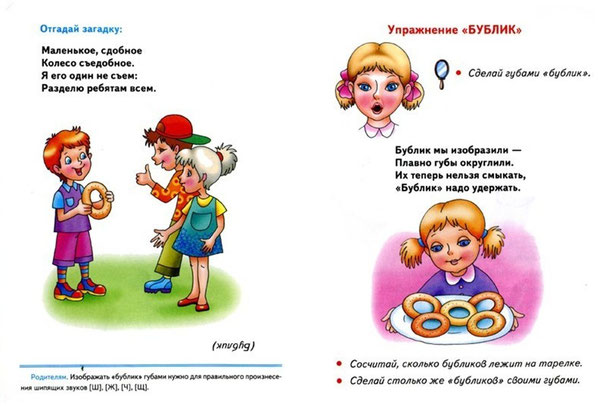 Отгадай загадку:
Маленькое, сдобное
Колесо съедобное.
Я его один не съем:
Разделю ребятам всем.
(Бублик)
Родителям. Изображать «бублик» губами нужно для правильного произнесе-
ния шипящих звуков [Ш], [Ж], [Ч], [Щ].
Упражнение «БУБЛИК»
• Сделай губами «бублик».
Бублик мы изобразили —
Плавно губы округлили.
Их теперь нельзя смыкать,
«Бублик» надо удержать.
• Сосчитай, сколько бубликов лежит на тарелке.
• Сделай столько же «бубликов» своими губами.